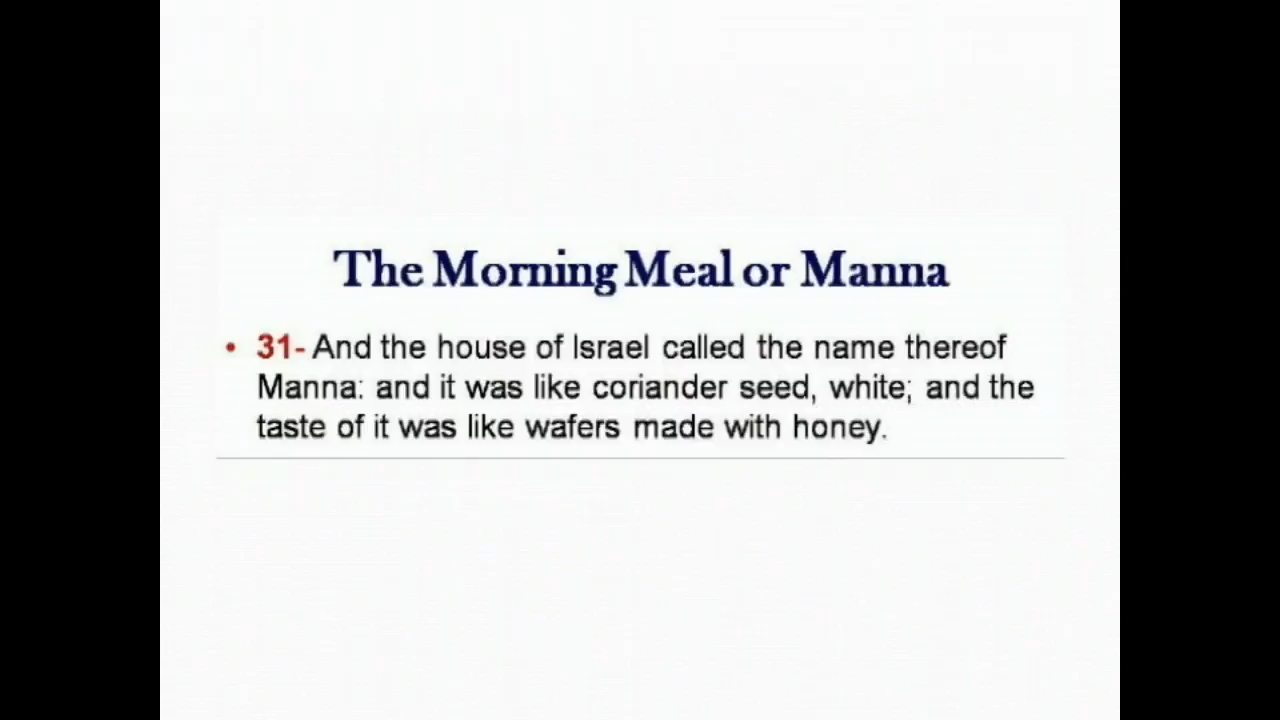 The Morning Meal or Manna
• 31- And the house of Israel called the name thereof
Manna: and it was like coriander seed, white; and the
taste of it was like wafers made with honey.